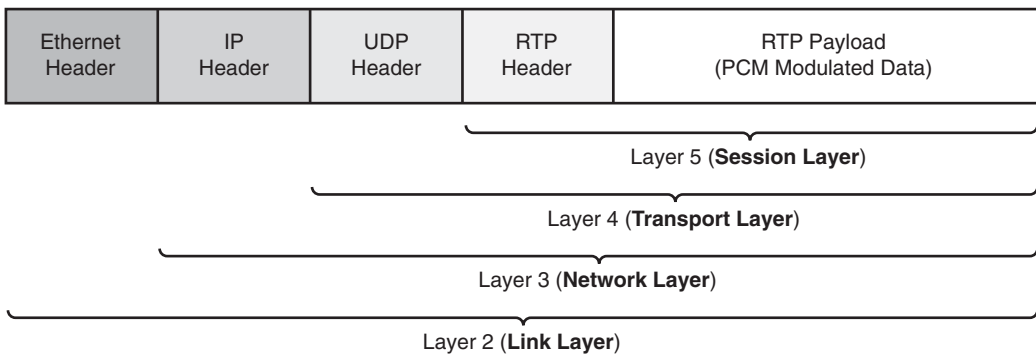 Ethernet
Header
IP
Header
UDP
Header
RTP
Header
RTP Payload
(PCM Modulated Data)
Layer 5 (Session Layer)
Layer 4 (Transport Layer)
Layer 3 (Network Layer)
Layer 2 (Link Layer)